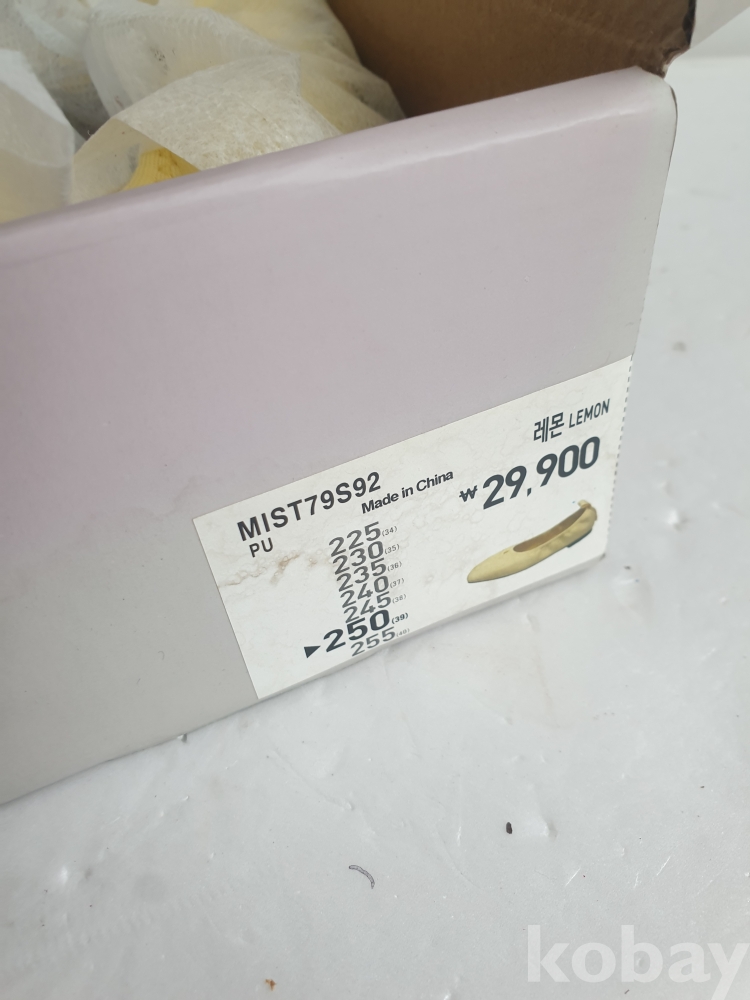 레몬 LEMON
₩ 29,900
MIST79S92
PU
Made in China
225(34)
230(35)
235(36)
240(37)
245(38)
▶250(39)
255(40)
kobay